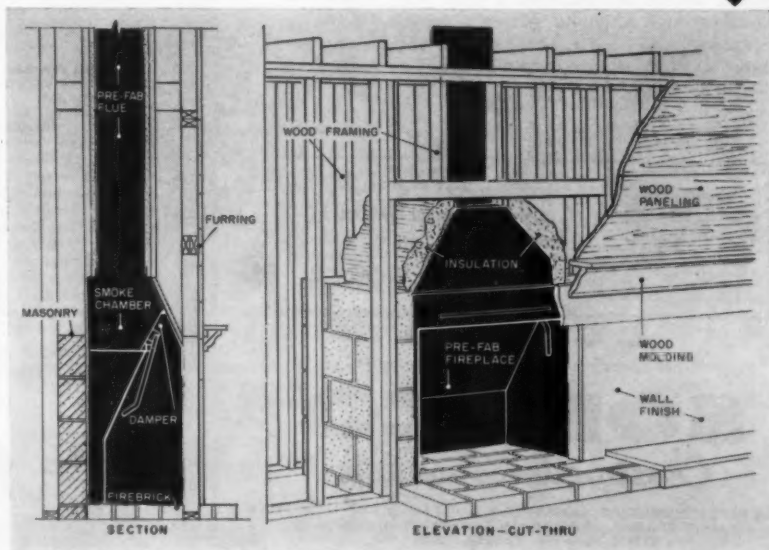 PRE-FAB
FLUE
FURRING
MASONRY
SMOKE
CHAMBER
DAMPER
FIREBRICK
SECTION
WOOD FRAMING
WOOD
PANELING
INSULATION
PRE-FAB
FIREPLACE
WOOD
MOLDING
WALL
FINISH
ELEVATION-CUT-THRU